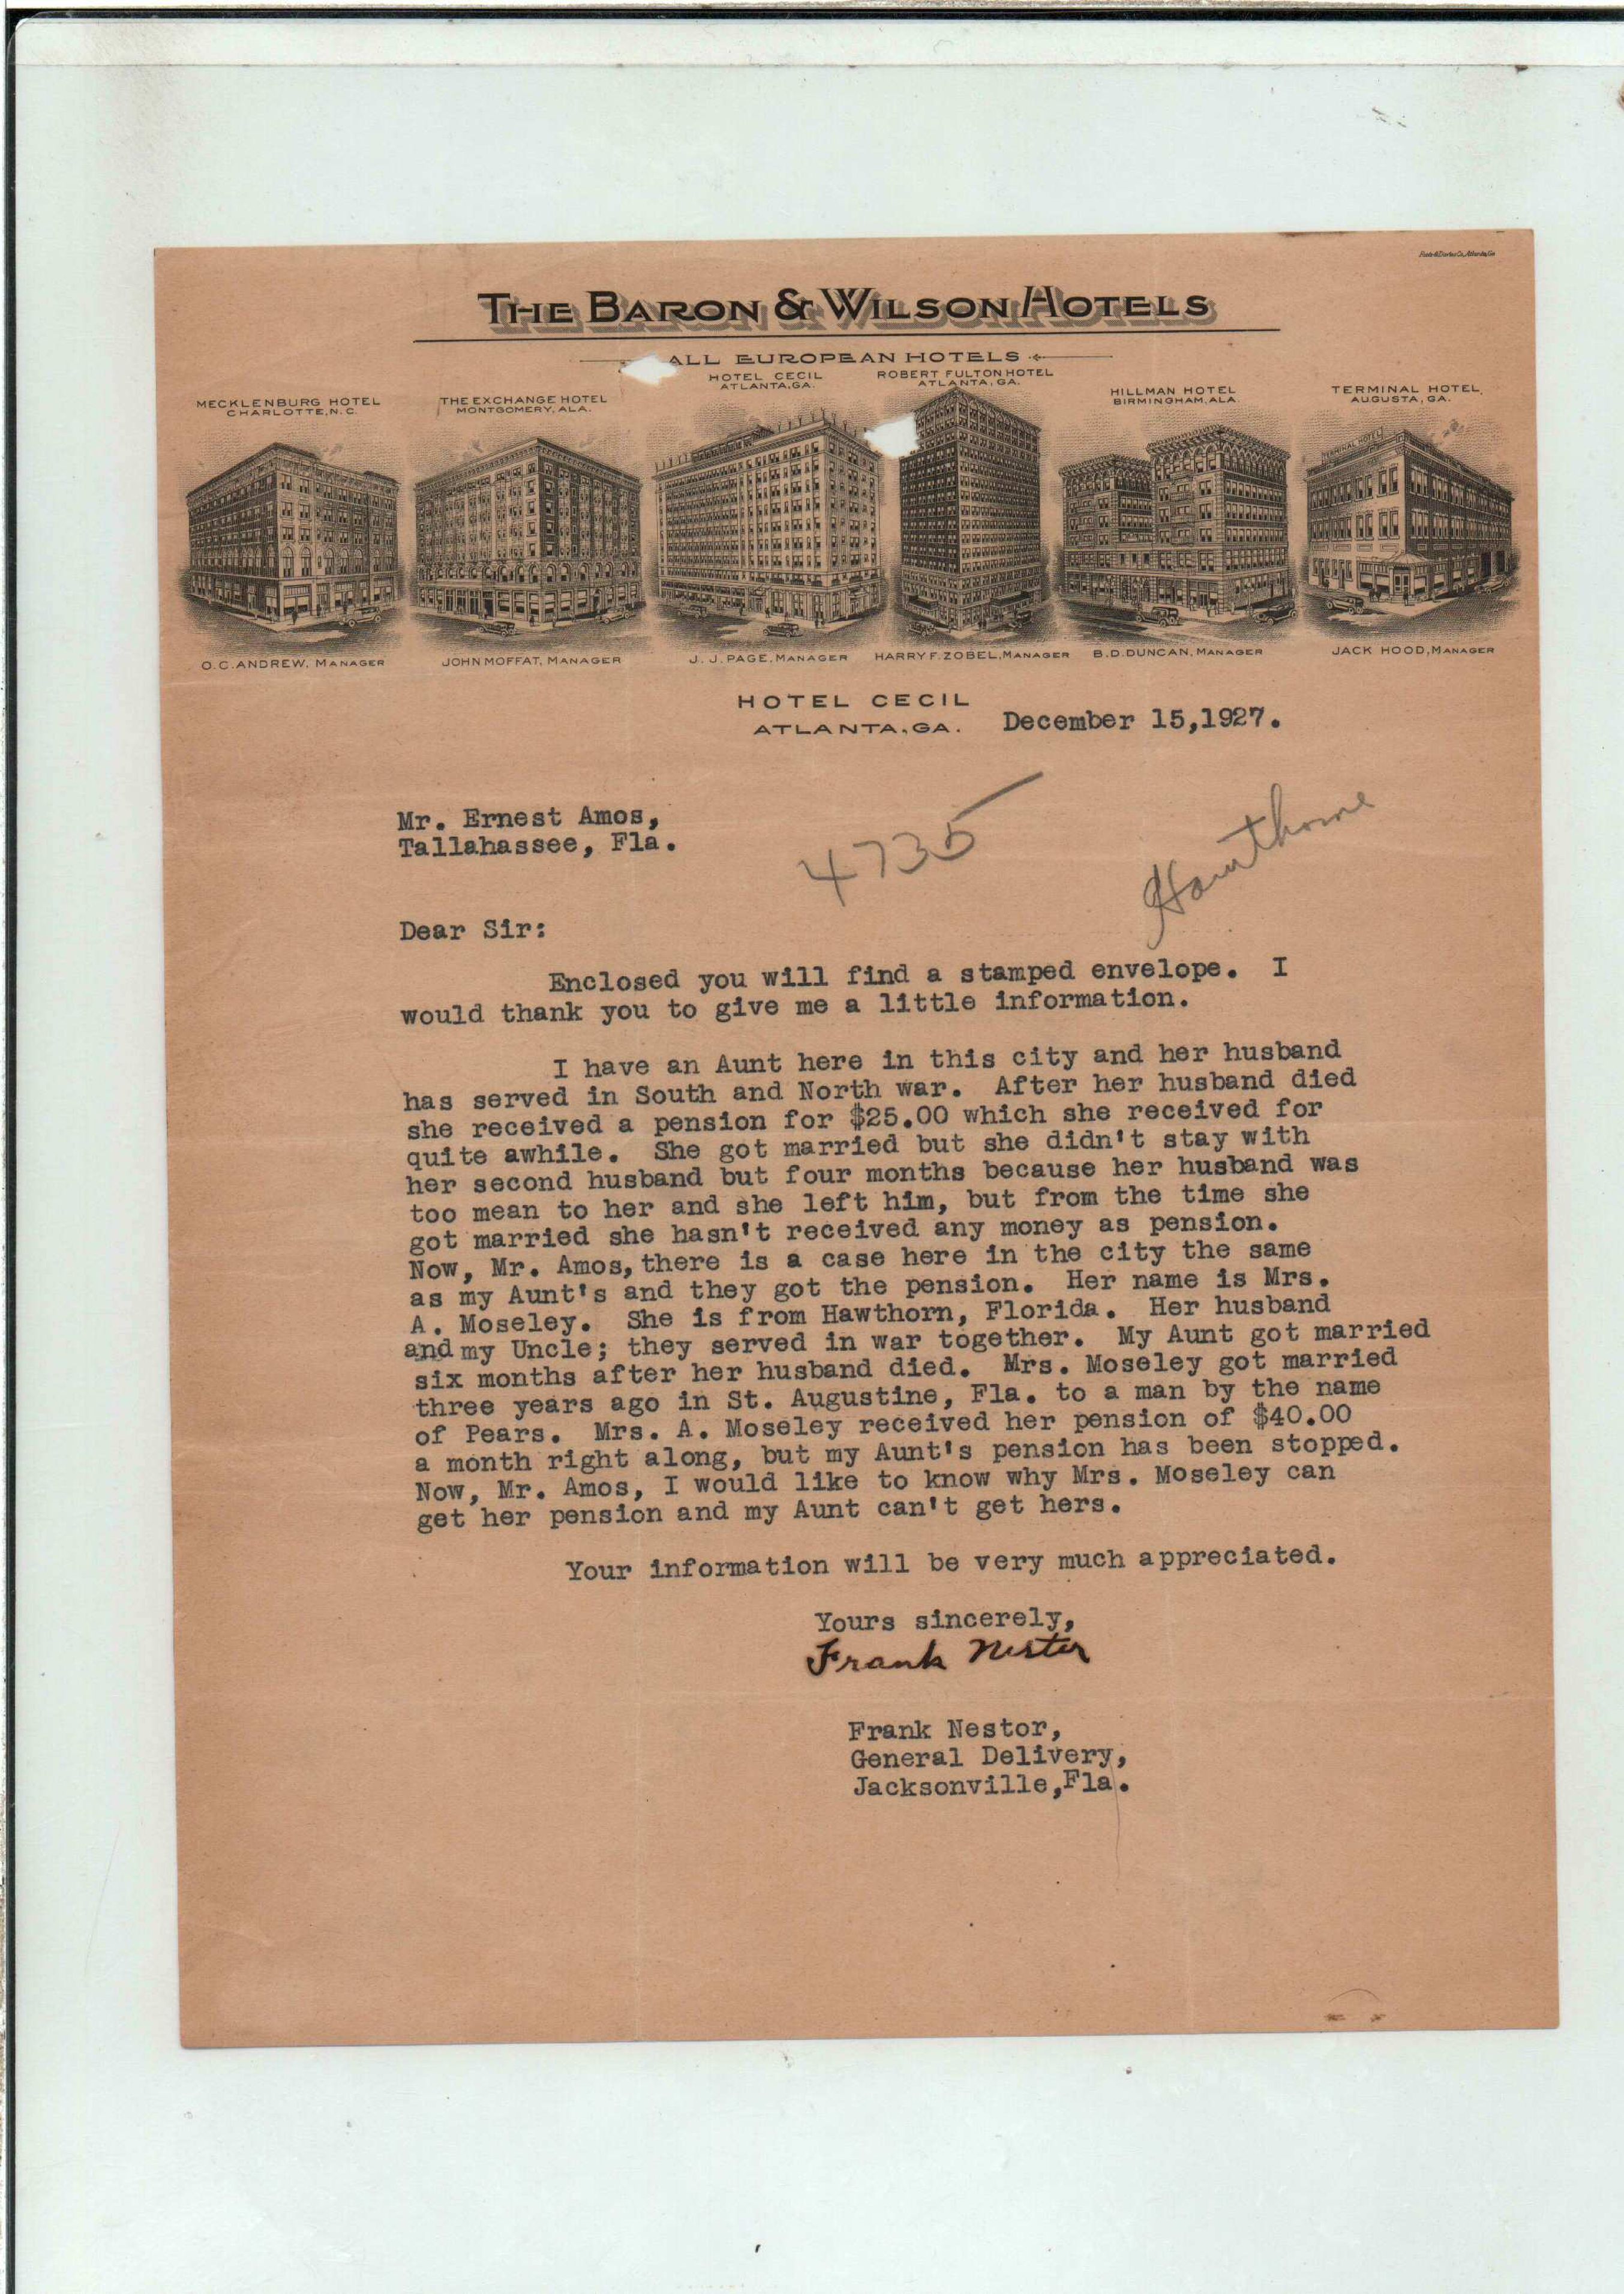 THE BARON & WILSON HOTELS
ALL EUROPEAN HOTELS
MECKLENBURG HOTEL
CHARLOTTE, N.C.
THE EXCHANGE HOTEL
MONTGOMERY, ALA.
HOTEL CECIL
ATLANTA, GA.
ROBERT FULTON HOTEL
ATLANTA, GA.
HILLMAN HOTEL
BIRMINGHAM, ALA.
TERMINAL HOTEL,
AUGUSTA, GA.
TERMINAL HOTEL
O.C. ANDREW, MANAGER
JOHN MOFFAT, MANAGER
J. J. PAGE, MANAGER
HARRY F. ZOBEL, MANAGER
B.D. DUNCAN, MANAGER
JACK HOOD, MANAGER
HOTEL CECIL
ATLANTA, GA.
December 15,1927.
Mr. Ernest Amos,
Tallahassee, Fla.
4735
Hawthorne
Dear Sir:
Enclosed you will find a stamped envelope. I
would thank you to give me a little information.
I have an Aunt here in this city and her husband
has served in South and North war. After her husband died
she received a pension for $25.00 which she received for
quite awhile. She got married but she didn't stay with
her second husband but four months because her husband was
too mean to her and she left him, but from the time she
got married she hasn't received any money as pension.
Now, Mr. Amos, there is a case here in the city the same
as my Aunt's and they got the pension. Her name is Mrs.
A. Moseley. She is from Hawthorn, Florida. Her husband
and my Uncle; they served in war together. My Aunt got married
six months after her husband died. Mrs. Moseley got married
three years ago in St. Augustine, Fla. to a man by the name
of Pears. Mrs. A. Moseley received her pension of $40.00
a month right along, but my Aunt's pension has been stopped.
Now, Mr. Amos, I would like to know why Mrs. Moseley can
get her pension and my Aunt can't get hers.
Your information will be very much appreciated.
Yours sincerely,
Frank Nester
Frank Nestor,
General Delivery,
Jacksonville,Fla.